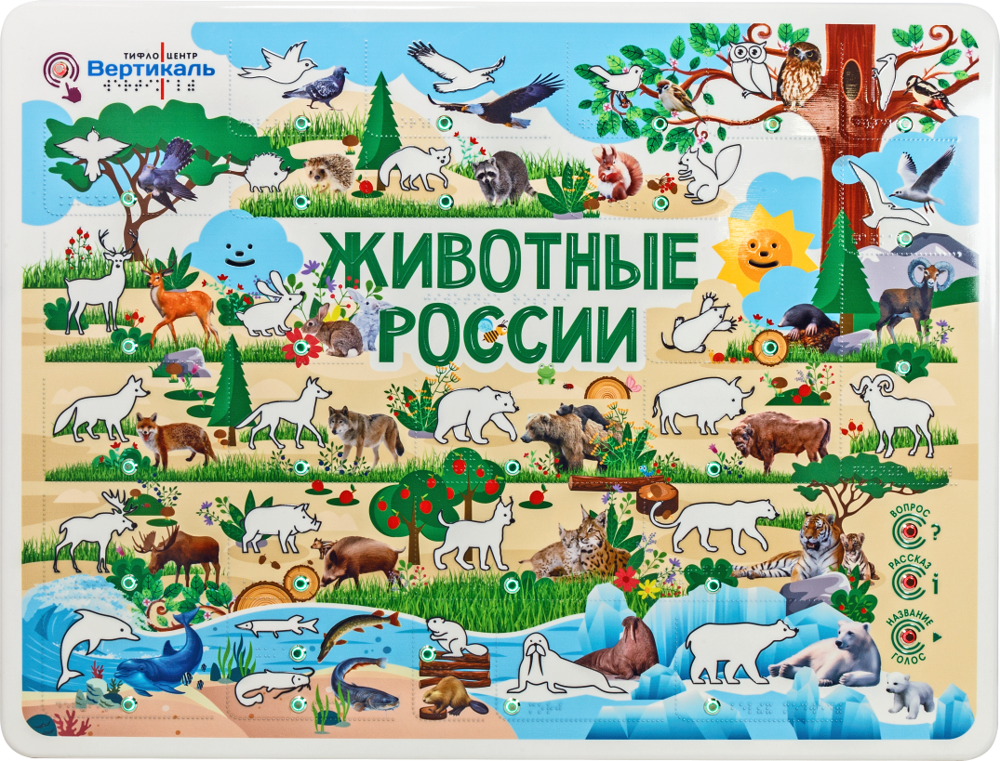 ТИФЛО ЦЕНТР
Вертикаль
ЖИВОТНЫЕ
РОССИИ
ВОПРОС
?
РАССКАЗ
i
НАЗВАНИЕ
ГОЛОС